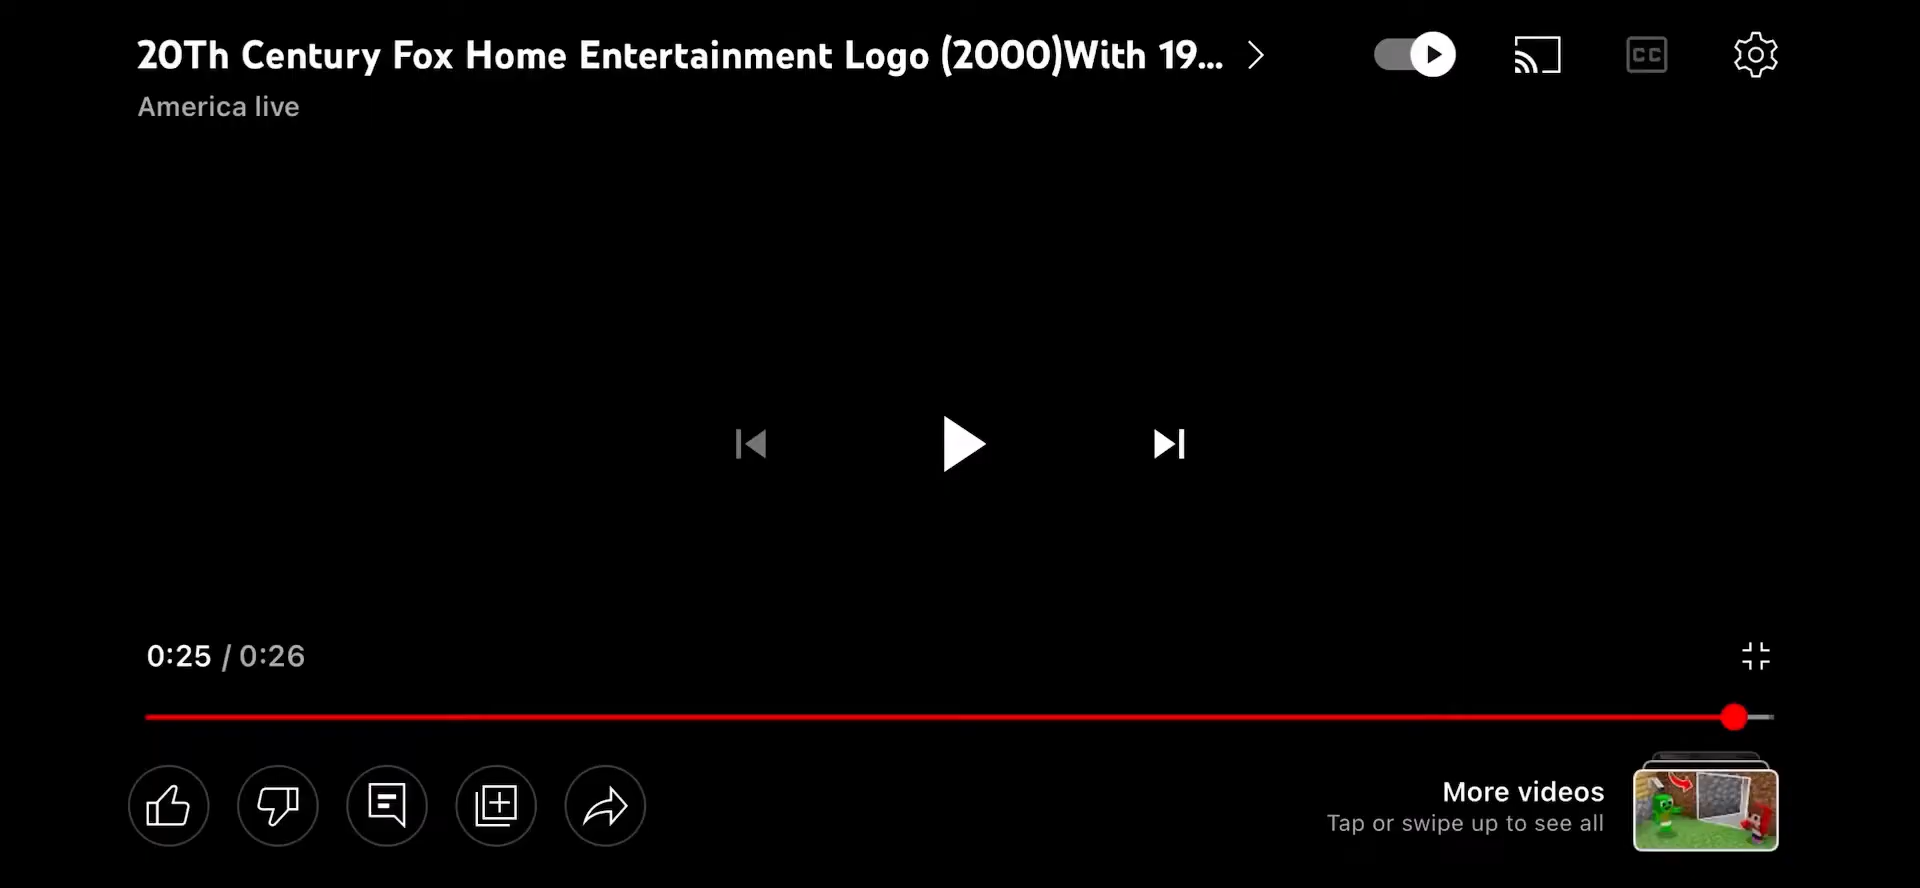 20Th Century Fox Home Entertainment Logo (2000)With 19...
America live
CC
0:25 / 0:26
More videos
Tap or swipe up to see all